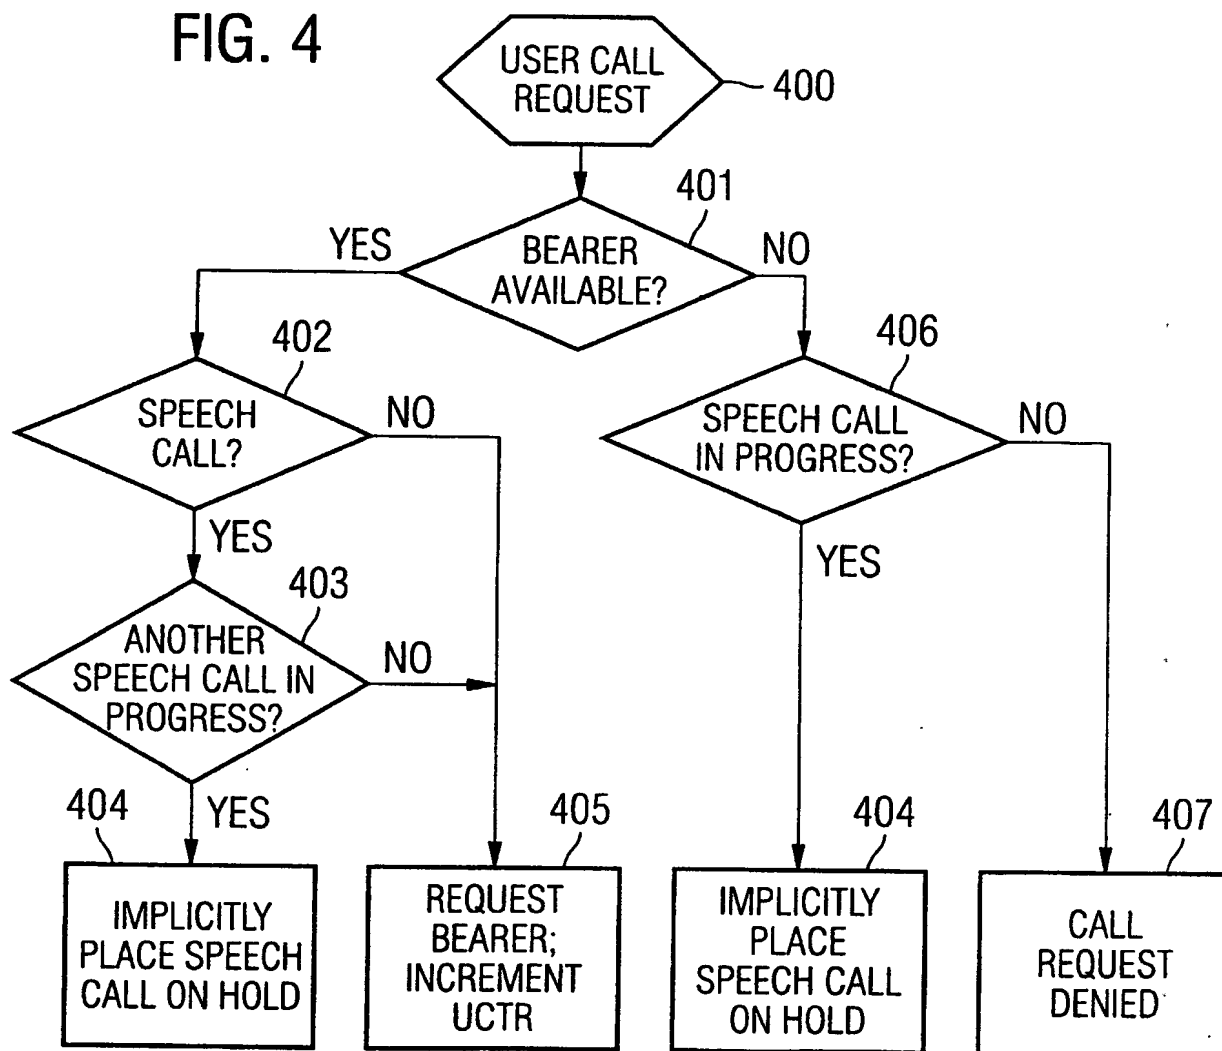 FIG. 4
USER CALL
REQUEST
400
401
YES
BEARER
AVAILABLE?
NO
402
SPEECH
CALL?
NO
406
SPEECH CALL
IN PROGRESS?
NO
YES
YES
403
ANOTHER
SPEECH CALL IN
PROGRESS?
NO
YES
404
IMPLICITLY
PLACE SPEECH
CALL ON HOLD
405
REQUEST
BEARER;
INCREMENT
UCTR
404
IMPLICITLY
PLACE
SPEECH CALL
ON HOLD
407
CALL
REQUEST
DENIED